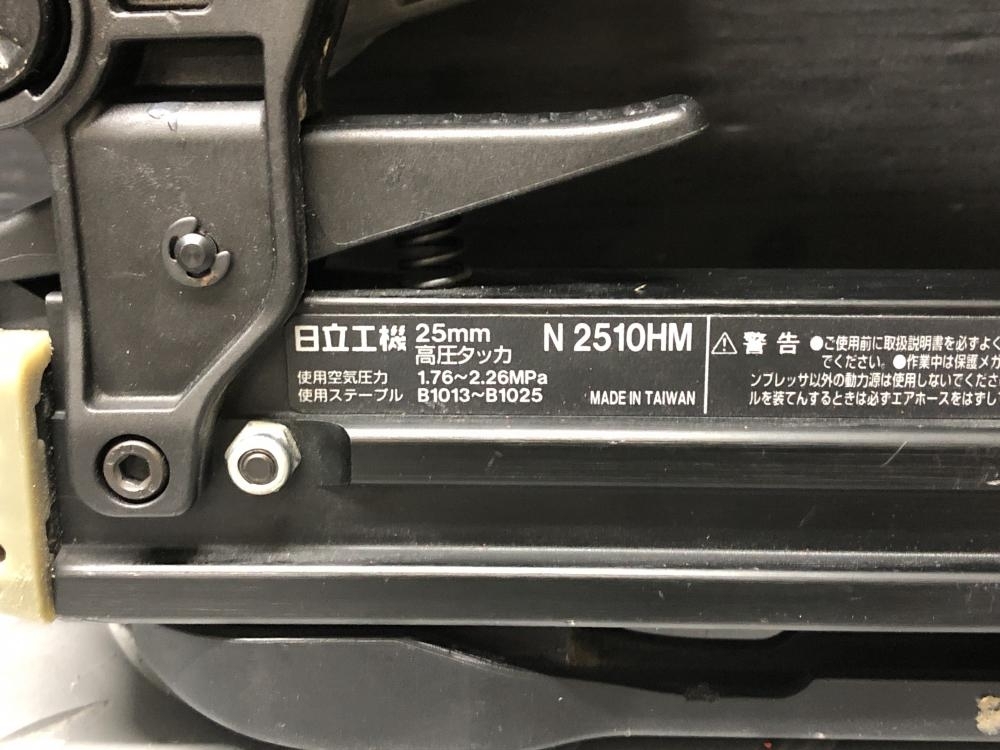 日立工機 25mm 高圧タッカ N 2510HM
使用空気圧力 1.76～2.26MPa
使用ステープル B1013～B1025 MADE IN TAIWAN
⚠警告 ●ご使用前に取扱説明書を必ずよく
てください。●作業中は保護メガ
ンプレッサ以外の動力源は使用しないでくださ
ルを装てんするときは必ずエアホースをはずして